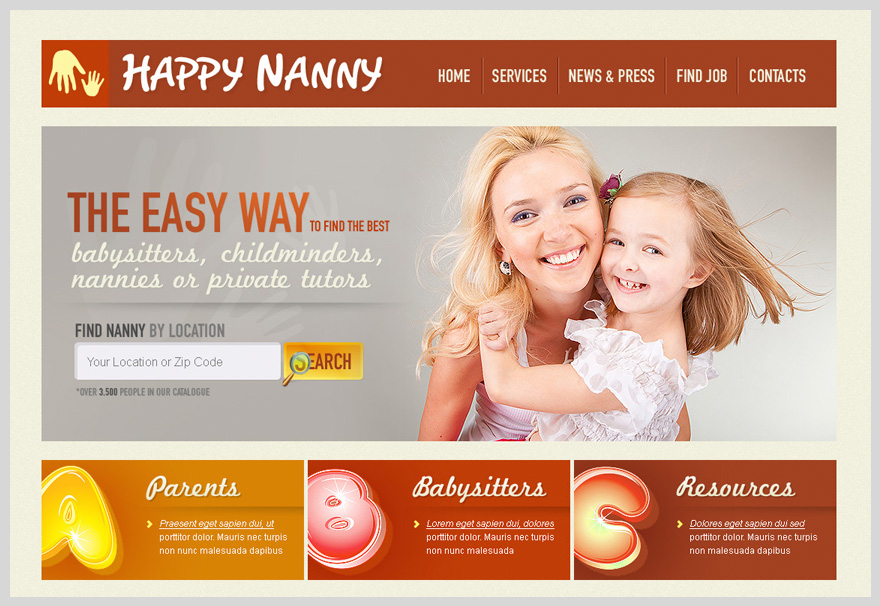 HAPPY NANNY
HOME
SERVICES
NEWS & PRESS
FIND JOB
CONTACTS
THE EASY WAY TO FIND THE BEST
babysitters, childminders,
nannies or private tutors
FIND NANNY BY LOCATION
Your Location or Zip Code
SEARCH
*OVER 3.500 PEOPLE IN OUR CATALOGUE
A
Parents
Praesent eget sapien dui, ut
porttitor dolor. Mauris nec turpis
non nunc malesuada dapibus
B
Babysitters
Lorem eget sapien dui, dolores
porttitor dolor. Mauris nec turpis
non nunc malesuada
C
Resources
Dolores eget sapien dui sed
porttitor dolor. Mauris nec turpis
non malesuada dapibus